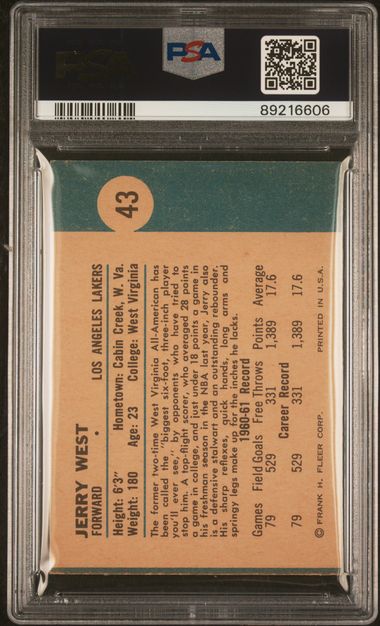 PSA
PSA
89216606
43
JERRY WEST
FORWARD • LOS ANGELES LAKERS
Height: 6'3" Hometown: Cabin Creek, W. Va.
Weight: 180 Age: 23 College: West Virginia
The former two-time West Virginia All-American has
been called the "biggest six-foot, three-inch player
you'll ever see," by opponents who have tried to
stop him. A top-flight scorer, who averaged 28 points
a game in college, and just under 18 points a game in
his freshman season in the NBA last year, Jerry also
is a defensive stalwart and an outstanding rebounder.
His sharp reflexes, quick hands, long arms and
springy legs make up for the inches he lacks.
1960-61 Record
Games Field Goals Free Throws Points Average
79 529 331 1,389 17.6
Career Record
79 529 331 1,389 17.6
© FRANK H. FLEER CORP. PRINTED IN U.S.A.